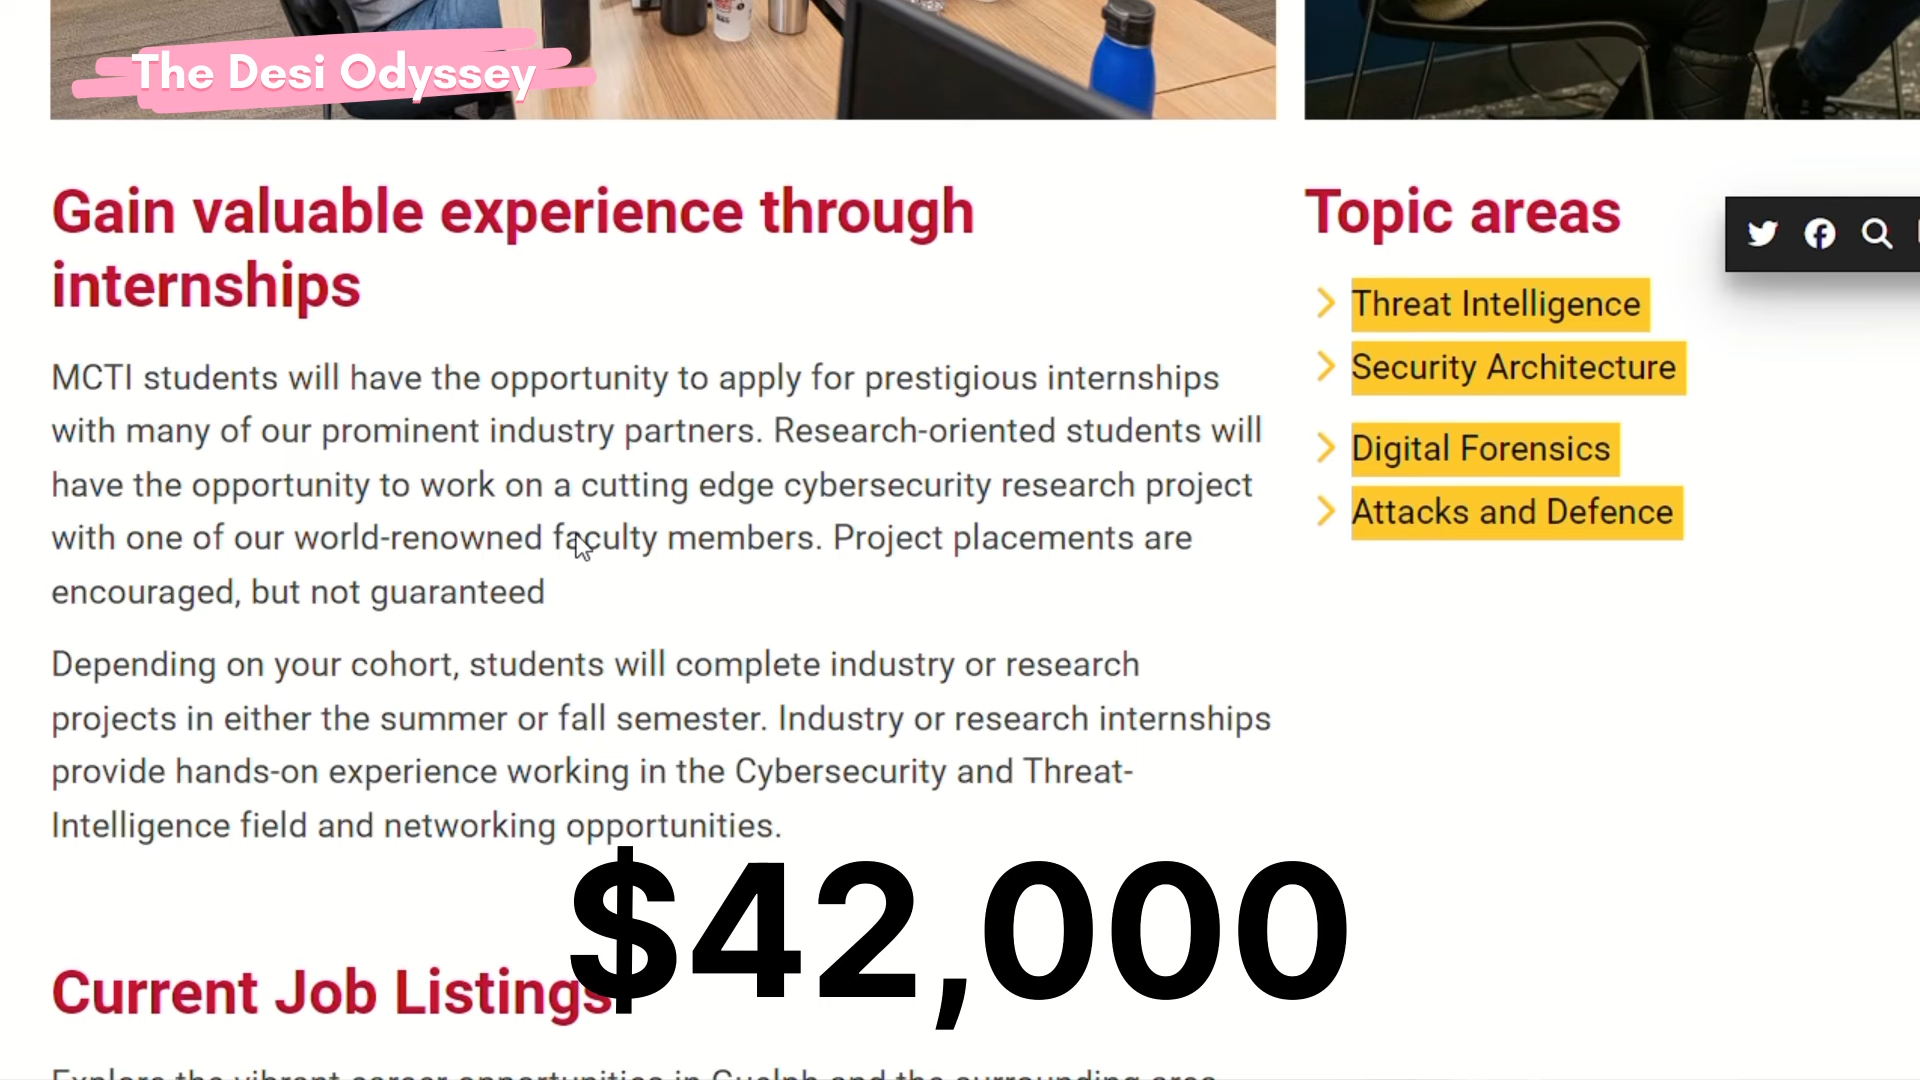 The Desi Odyssey
Gain valuable experience through
internships
MCTI students will have the opportunity to apply for prestigious internships
with many of our prominent industry partners. Research-oriented students will
have the opportunity to work on a cutting edge cybersecurity research project
with one of our world-renowned faculty members. Project placements are
encouraged, but not guaranteed
Depending on your cohort, students will complete industry or research
projects in either the summer or fall semester. Industry or research internships
provide hands-on experience working in the Cybersecurity and Threat-
Intelligence field and networking opportunities.
Topic areas
Threat Intelligence
Security Architecture
Digital Forensics
Attacks and Defence
$42,000
Current Job Listings
Explore the vibrant career opportunities in Guelph and the surrounding area